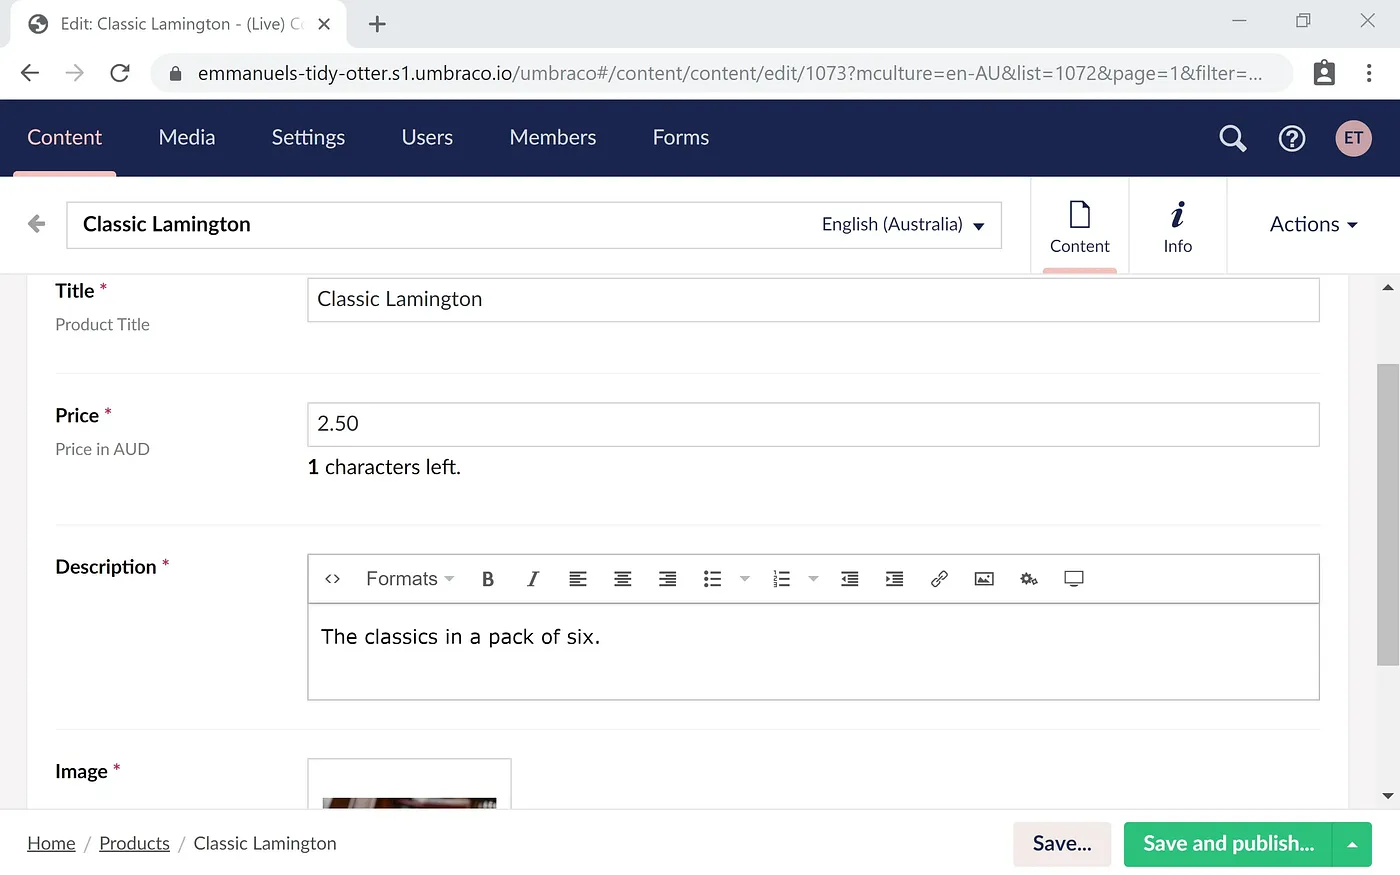 Edit: Classic Lamington - (Live)
emmanuels-tidy-otter.s1.umbraco.io/umbraco#/content/content/edit/1073?mculture=en-AU&list=1072&page=1&filter=...
Content Media Settings Users Members Forms ET
Classic Lamington English (Australia) Content Info Actions
Title *
Classic Lamington
Product Title
Price *
2.50
Price in AUD
1 characters left.
Description *
Formats B I
The classics in a pack of six.
Image *
Home / Products / Classic Lamington Save... Save and publish...